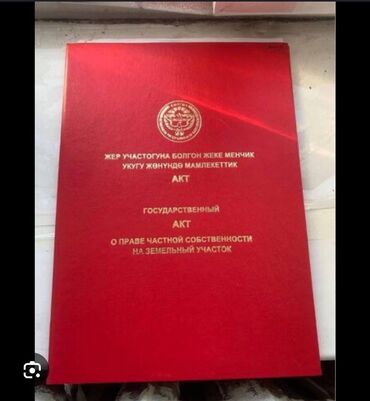 ЖЕР УЧАСТОГУНА БОЛГОН ЖЕКЕ МЕНЧИК
УКУГУ ЖӨНҮНДӨ МАМЛЕКЕТТИК
АКТ
ГОСУДАРСТВЕННЫЙ
АКТ
О ПРАВЕ ЧАСТНОЙ СОБСТВЕННОСТИ
НА ЗЕМЕЛЬНЫЙ УЧАСТОК